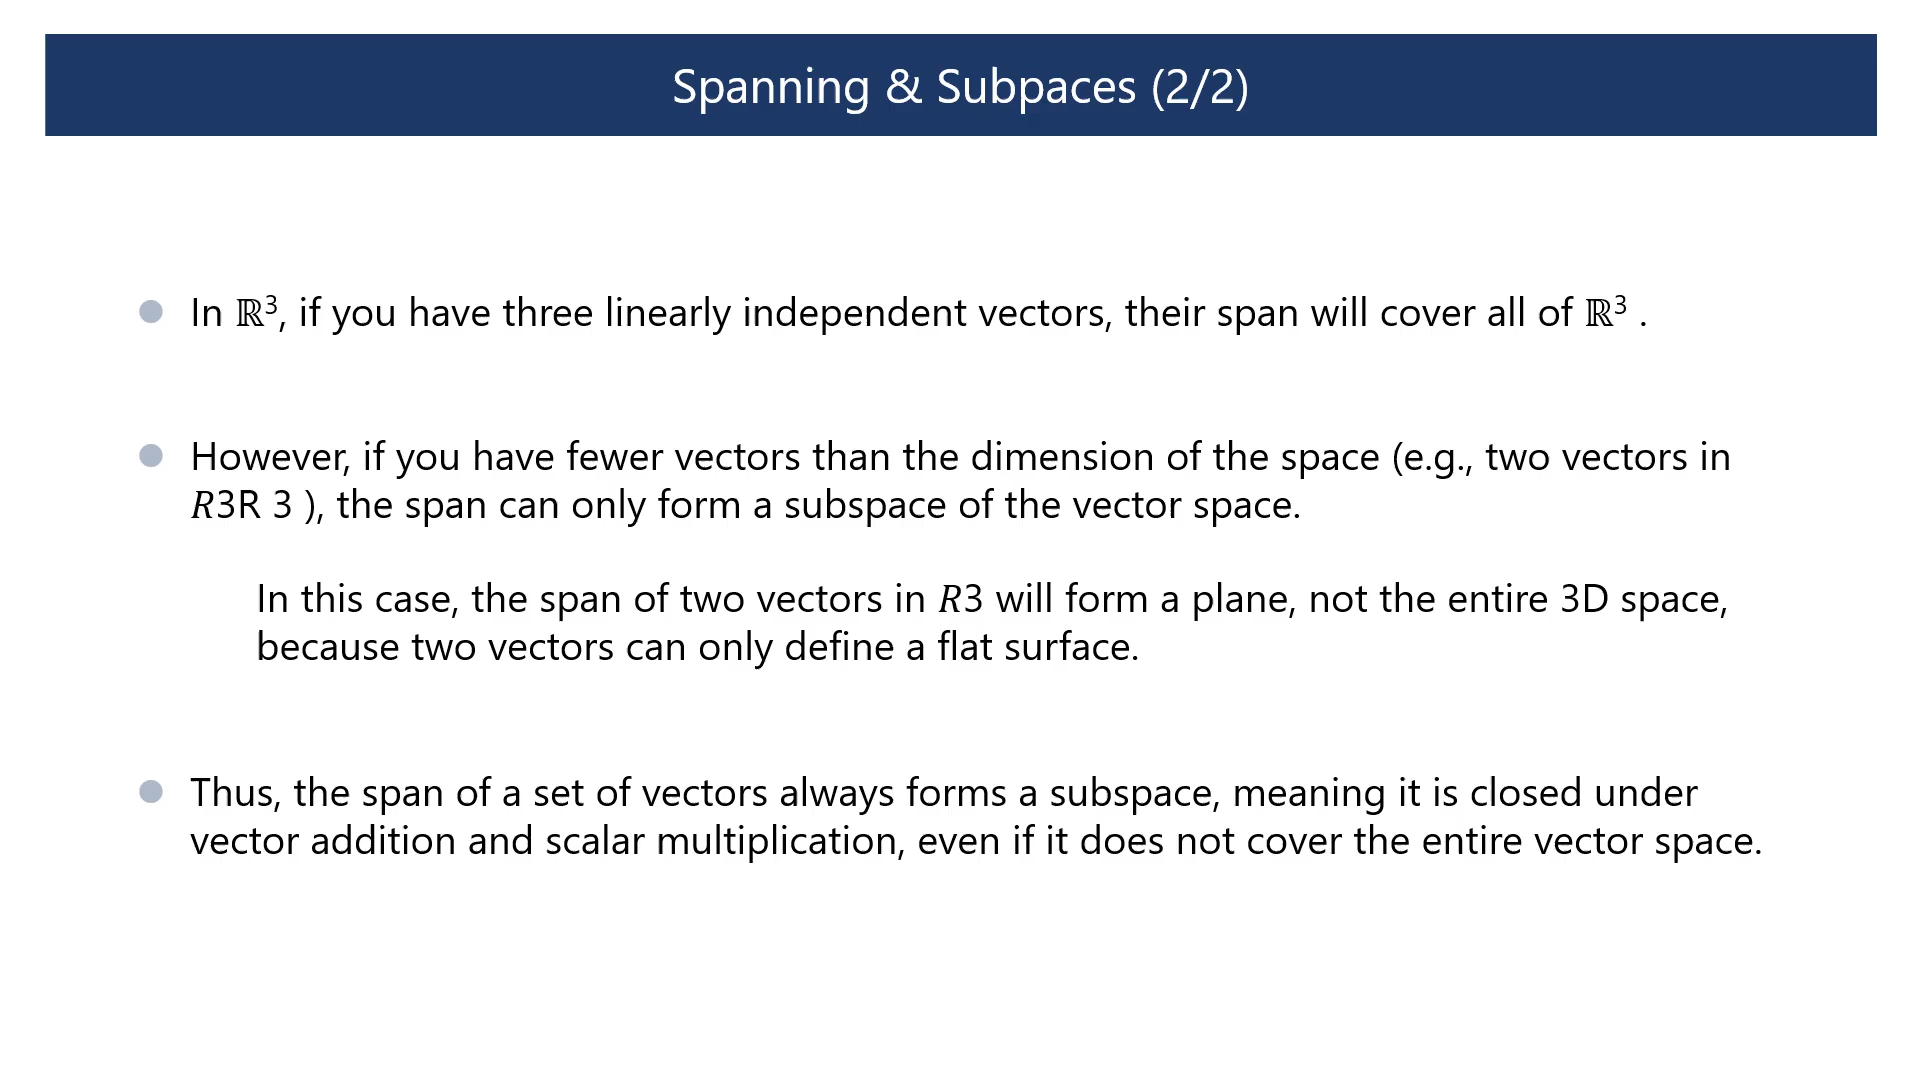 Spanning & Subpaces (2/2)
In ℝ³, if you have three linearly independent vectors, their span will cover all of ℝ³ .
However, if you have fewer vectors than the dimension of the space (e.g., two vectors in
𝑅3R 3 ), the span can only form a subspace of the vector space.
In this case, the span of two vectors in 𝑅3 will form a plane, not the entire 3D space,
because two vectors can only define a flat surface.
Thus, the span of a set of vectors always forms a subspace, meaning it is closed under
vector addition and scalar multiplication, even if it does not cover the entire vector space.